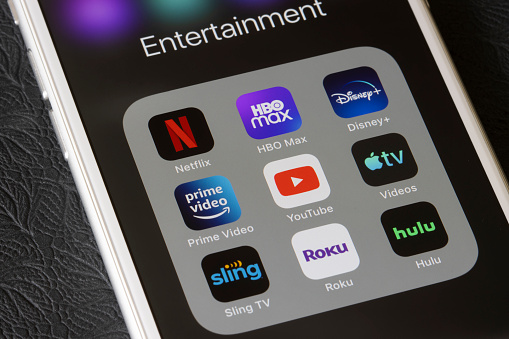 Entertainment
N
HBO
max
Disney+
Netflix
HBO Max
Disney+
prime
video
tv
Prime Video
YouTube
Videos
sling
Roku
hulu
Sling TV
Roku
Hulu